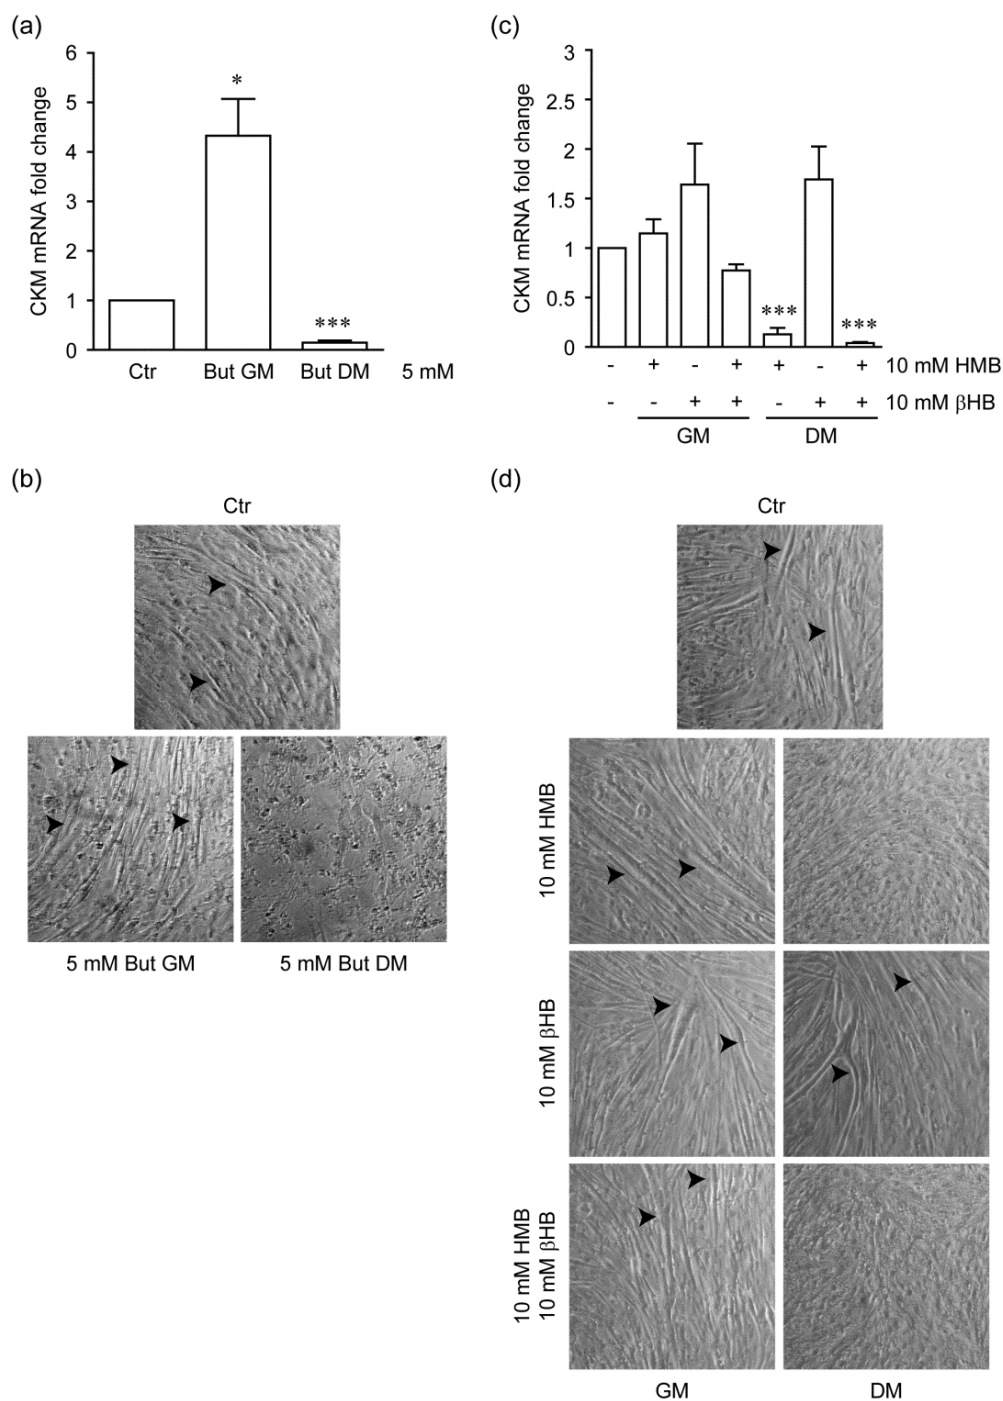 (a)
CKM mRNA fold change
6
5
4
3
2
1
0
*
***
Ctr But GM But DM 5 mM
(c)
CKM mRNA fold change
3
2.5
2
1.5
1
0.5
0
*** ***
- + - + + - + 10 mM HMB
- - + + - + + 10 mM βHB
GM DM
(b)
Ctr
5 mM But GM 5 mM But DM
(d)
Ctr
10 mM HMB
10 mM βHB
10 mM HMB
10 mM βHB
GM DM